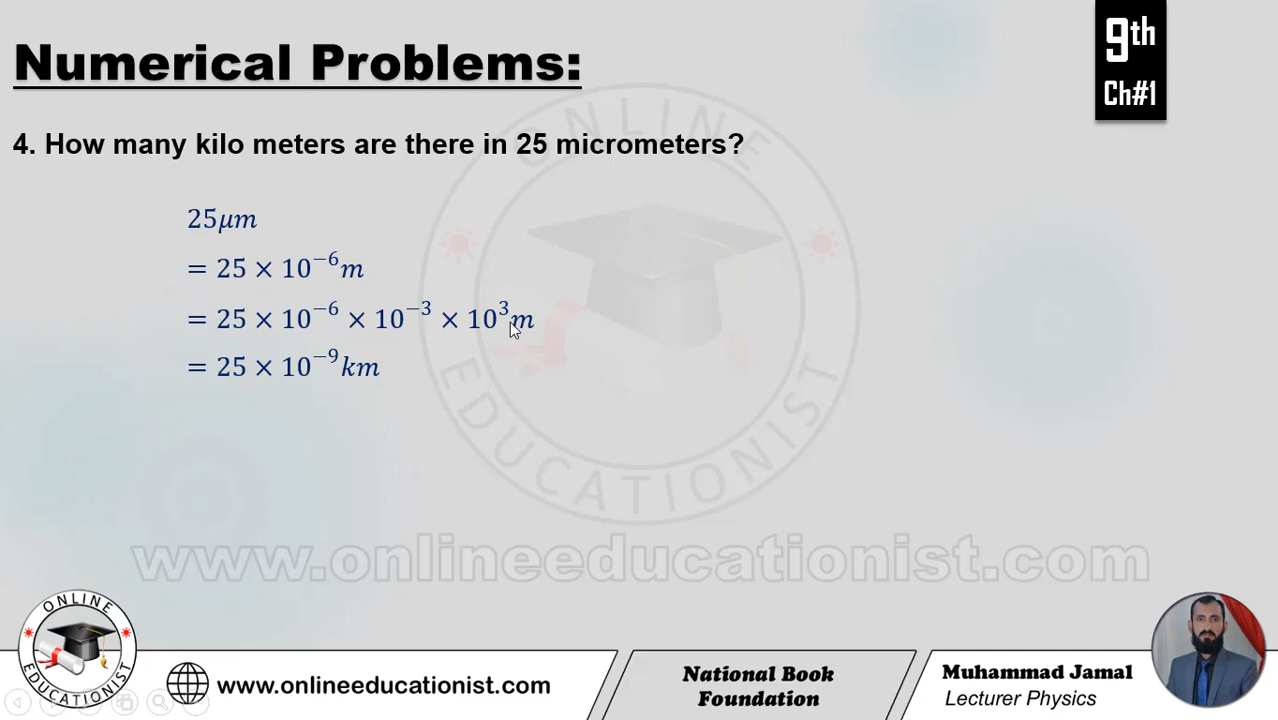 Numerical Problems:
9th
Ch#1
4. How many kilo meters are there in 25 micrometers?
25μm
= 25 × 10⁻⁶m
= 25 × 10⁻⁶ × 10⁻³ × 10³m
= 25 × 10⁻⁹km
ONLINE
EDUCATIONIST
www.onlineeducationist.com
ONLINE
EDUCATIONIST
www.onlineeducationist.com
National Book
Foundation
Muhammad Jamal
Lecturer Physics